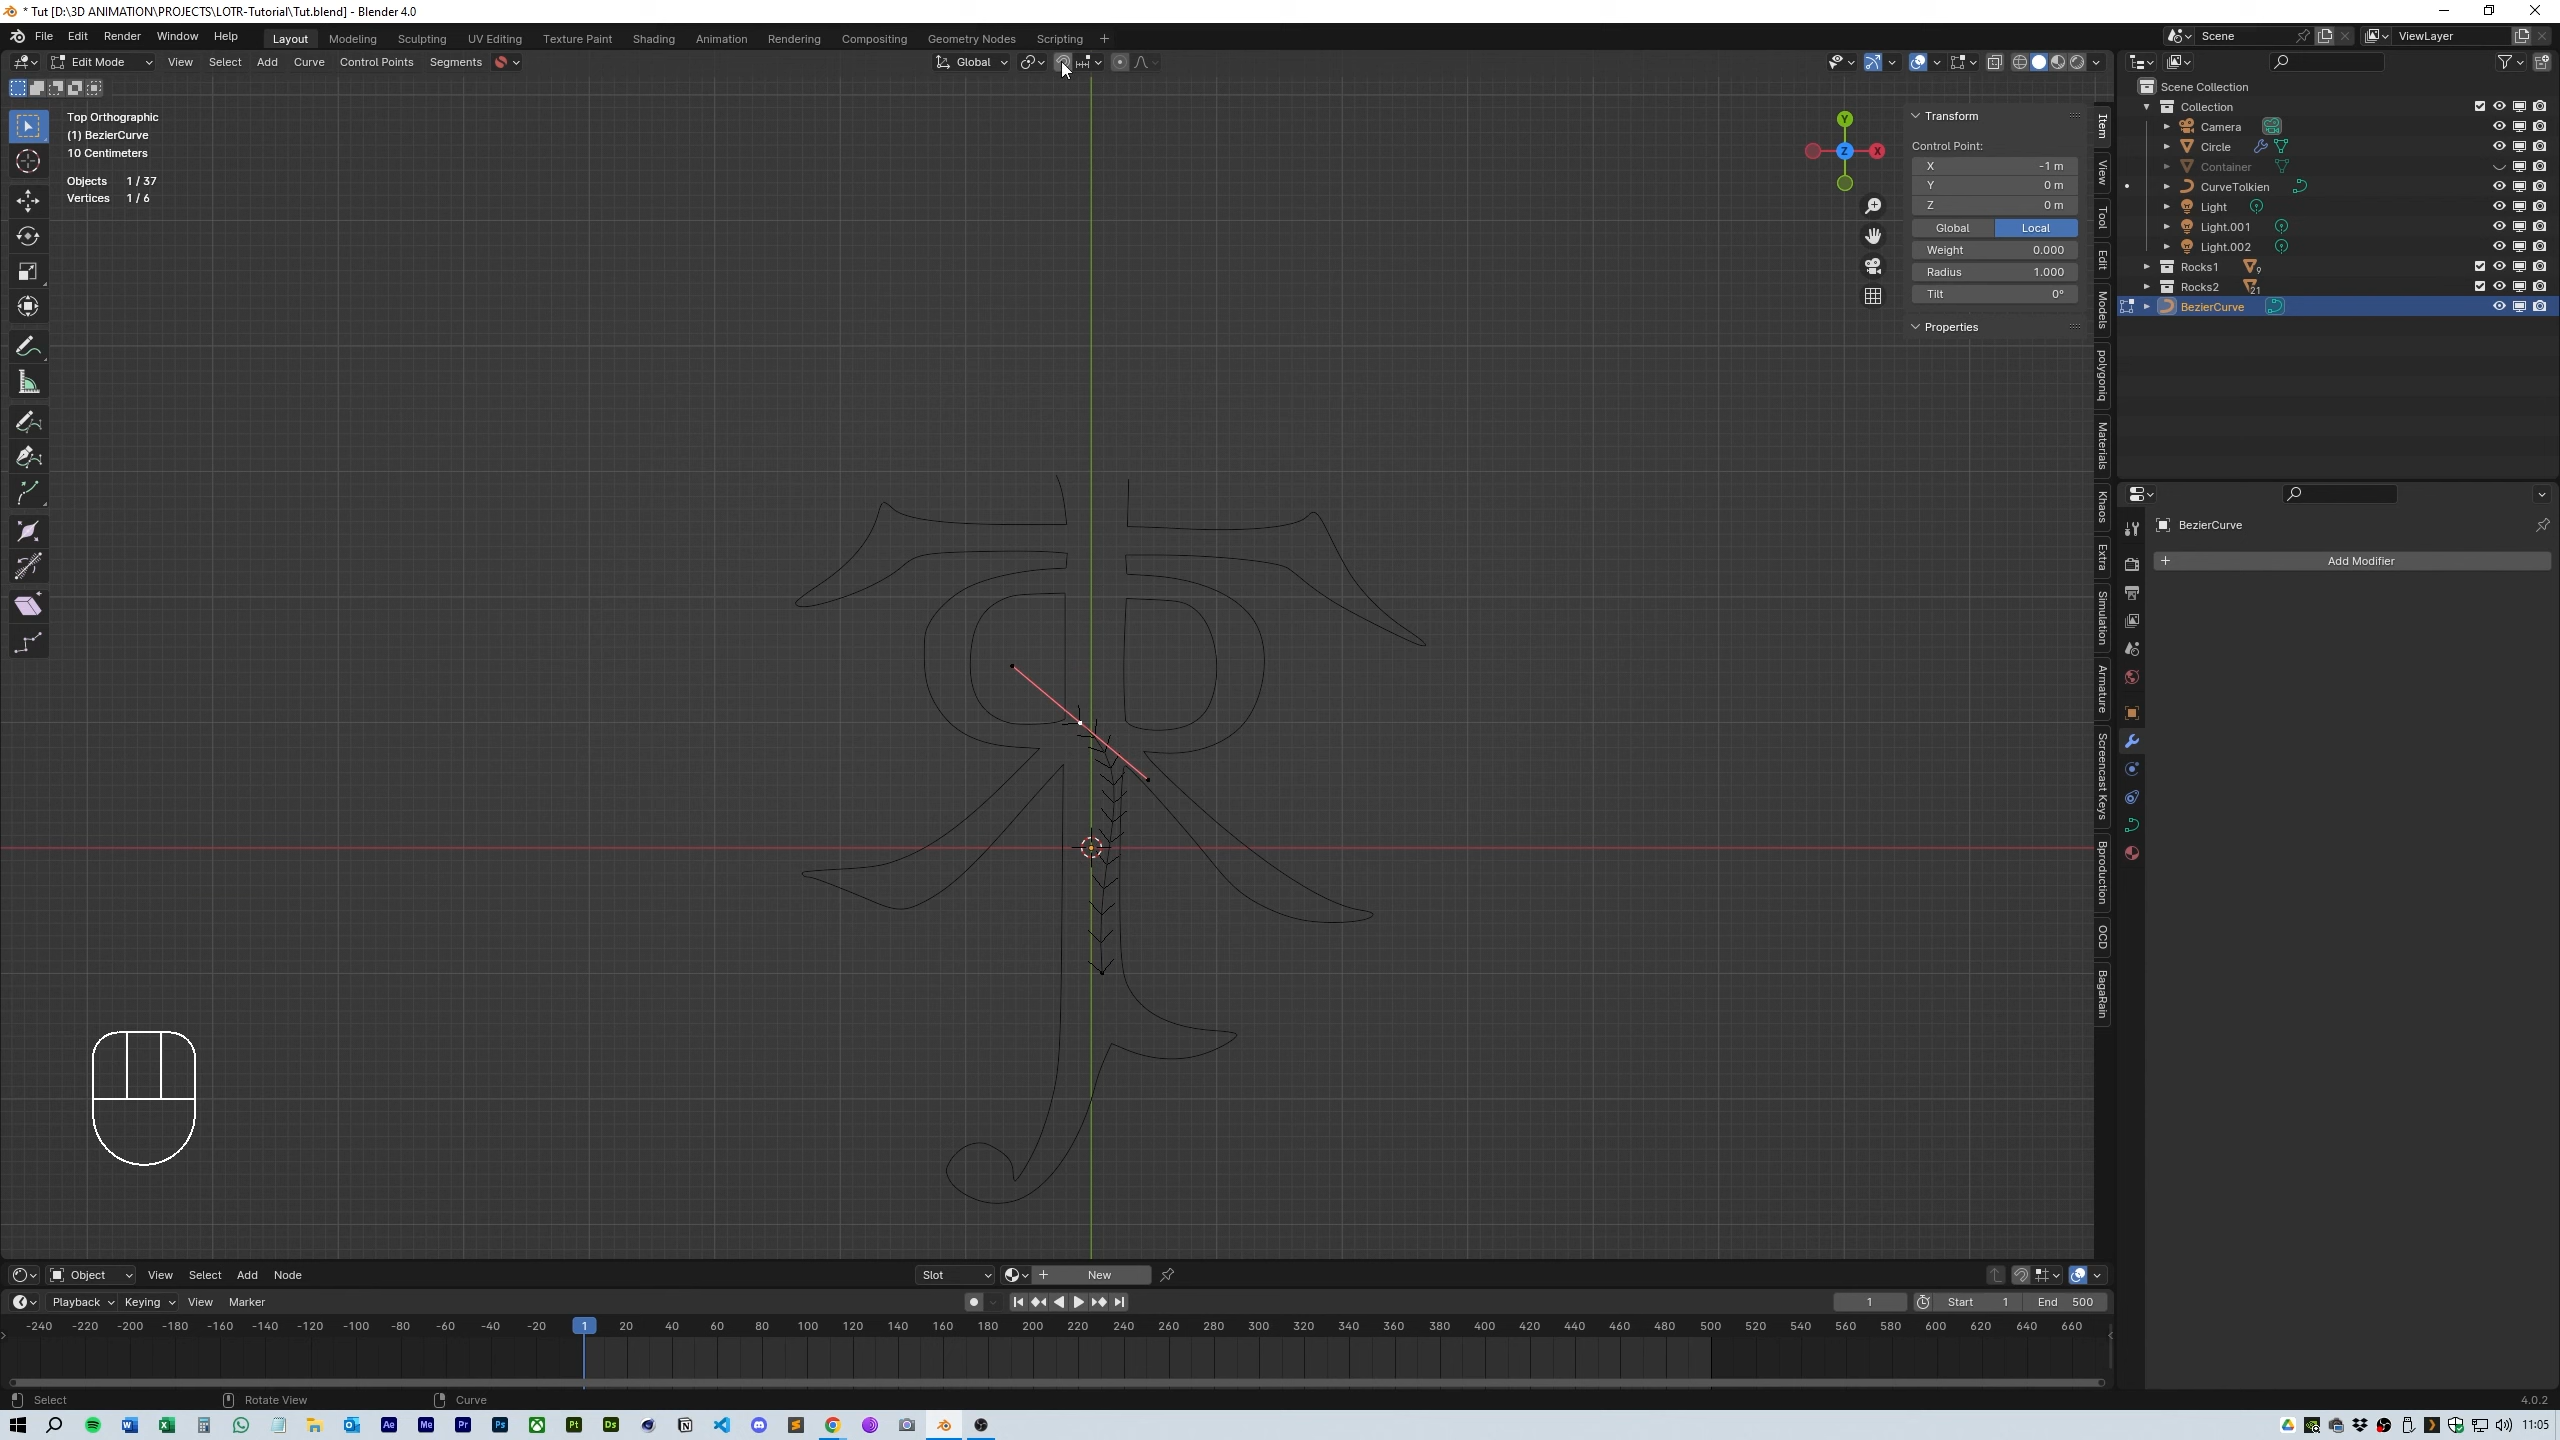 * Tut [D:\3D ANIMATION\PROJECTS\LOTR-Tutorial\Tut.blend] - Blender 4.0
File Edit Render Window Help Layout Modeling Sculpting UV Editing Texture Paint Shading Animation Rendering Compositing Geometry Nodes Scripting +
Scene ViewLayer
Edit Mode View Select Add Curve Control Points Segments Global
Top Orthographic
(1) BezierCurve
10 Centimeters
Objects 1 / 37
Vertices 1 / 6
Y
Z
X
Transform
Control Point:
X -1 m
Y 0 m
Z 0 m
Global Local
Weight 0.000
Radius 1.000
Tilt 0°
Properties
Item
View
Tool
Edit
Models
polygoniq
Materials
Khaos
Extra
Simulation
Armature
Screencast Keys
Bproduction
OCD
BagaRain
Scene Collection
Collection
Camera
Circle
Container
CurveTolkien
Light
Light.001
Light.002
Rocks1 9
Rocks2 21
BezierCurve
BezierCurve
+ Add Modifier
Object View Select Add Node Slot + New
Playback Keying View Marker 1 Start 1 End 500
-240 -220 -200 -180 -160 -140 -120 -100 -80 -60 -40 -20 1 20 40 60 80 100 120 140 160 180 200 220 240 260 280 300 320 340 360 380 400 420 440 460 480 500 520 540 560 580 600 620 640 660
Select Rotate View Curve 4.0.2
Ae Me Pr Ps Pt Ds 11:05